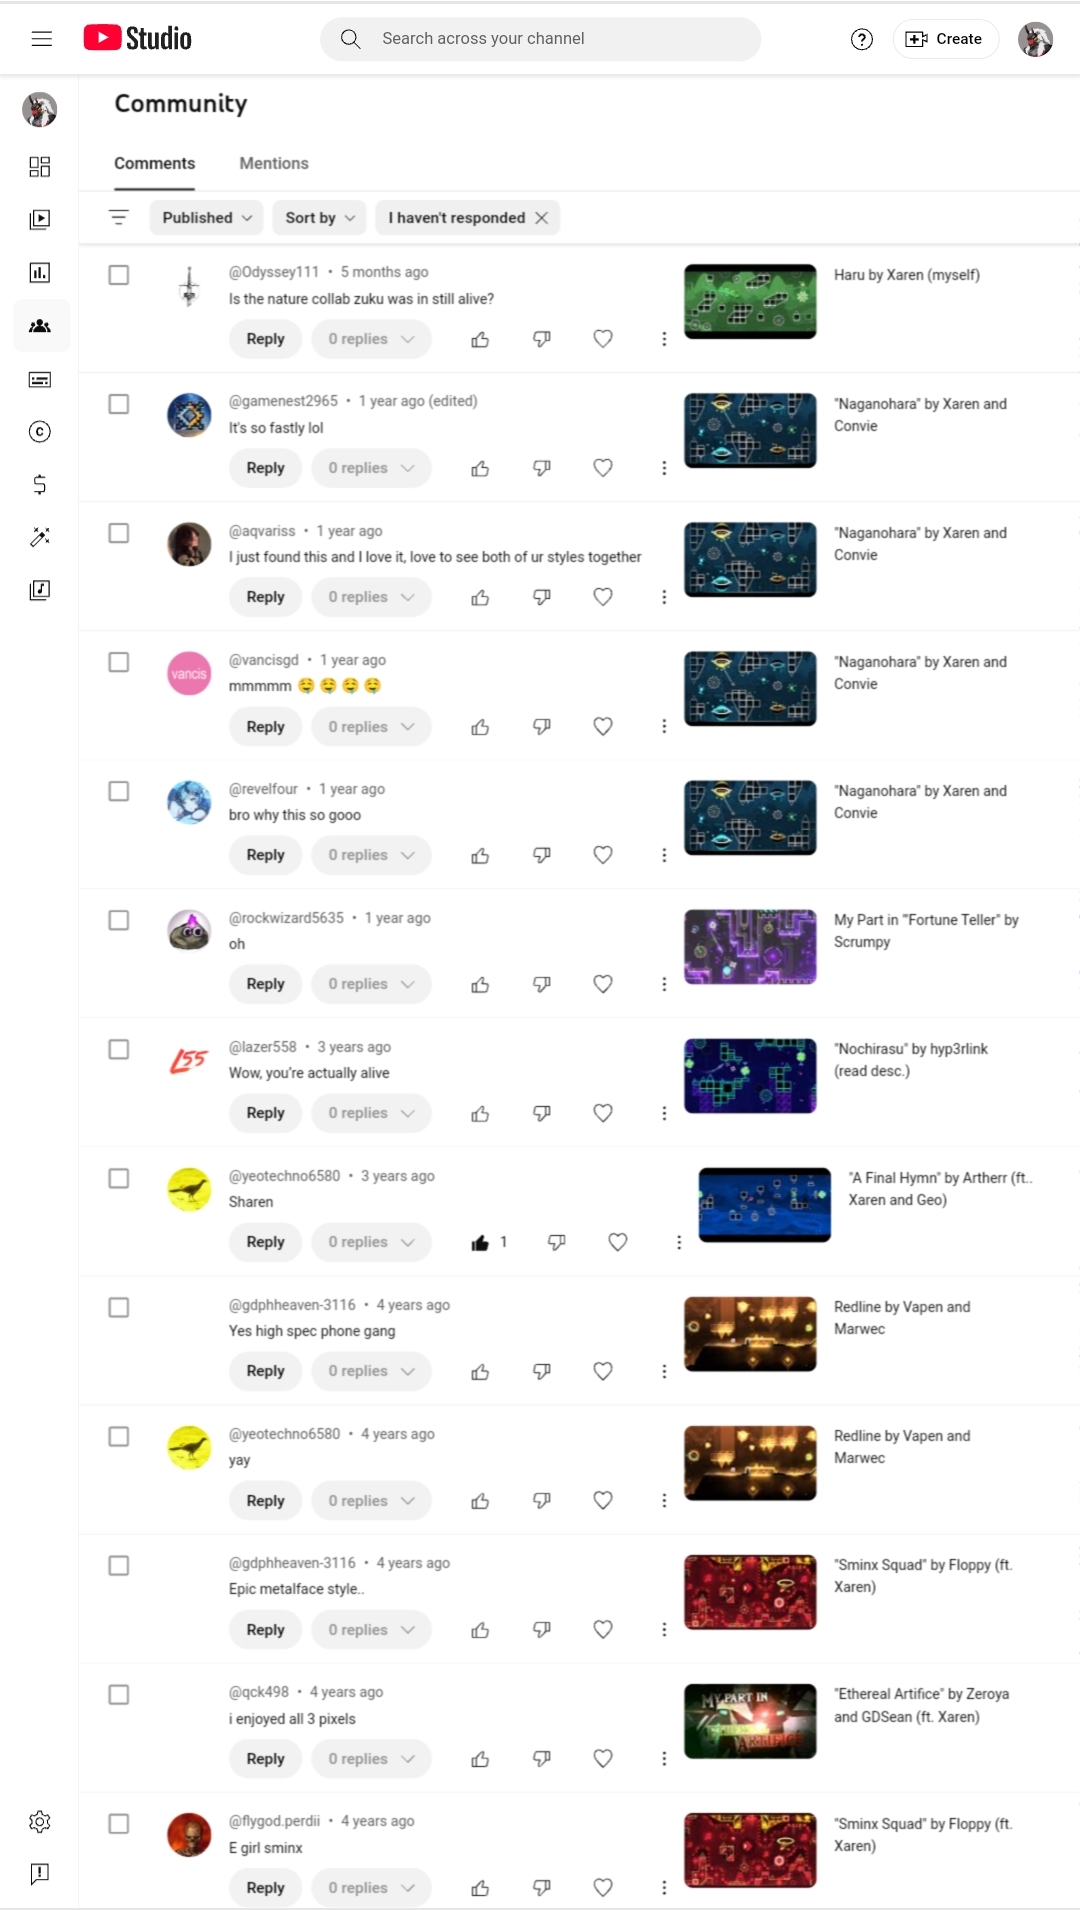 Studio
Search across your channel
Create
Community
Comments Mentions
Published Sort by I haven't responded
@Odyssey111 • 5 months ago
Is the nature collab zuku was in still alive?
Reply 0 replies
Haru by Xaren (myself)
@gamenest2965 • 1 year ago (edited)
It's so fastly lol
Reply 0 replies
"Naganohara" by Xaren and
Convie
@aqvariss • 1 year ago
I just found this and I love it, love to see both of ur styles together
Reply 0 replies
"Naganohara" by Xaren and
Convie
vancis
@vancisgd • 1 year ago
mmmmm 🤤 🤤 🤤 🤤
Reply 0 replies
"Naganohara" by Xaren and
Convie
@revelfour • 1 year ago
bro why this so gooo
Reply 0 replies
"Naganohara" by Xaren and
Convie
@rockwizard5635 • 1 year ago
oh
Reply 0 replies
My Part in "Fortune Teller" by
Scrumpy
L55
@lazer558 • 3 years ago
Wow, you're actually alive
Reply 0 replies
"Nochirasu" by hyp3rlink
(read desc.)
@yeotechno6580 • 3 years ago
Sharen
Reply 0 replies 1
"A Final Hymn" by Artherr (ft..
Xaren and Geo)
@gdphheaven-3116 • 4 years ago
Yes high spec phone gang
Reply 0 replies
Redline by Vapen and
Marwec
@yeotechno6580 • 4 years ago
yay
Reply 0 replies
Redline by Vapen and
Marwec
@gdphheaven-3116 • 4 years ago
Epic metalface style..
Reply 0 replies
"Sminx Squad" by Floppy (ft.
Xaren)
@qck498 • 4 years ago
i enjoyed all 3 pixels
Reply 0 replies
MY PART IN
ARTIFICE
"Ethereal Artifice" by Zeroya
and GDSean (ft. Xaren)
@flygod.perdii • 4 years ago
E girl sminx
Reply 0 replies
"Sminx Squad" by Floppy (ft.
Xaren)